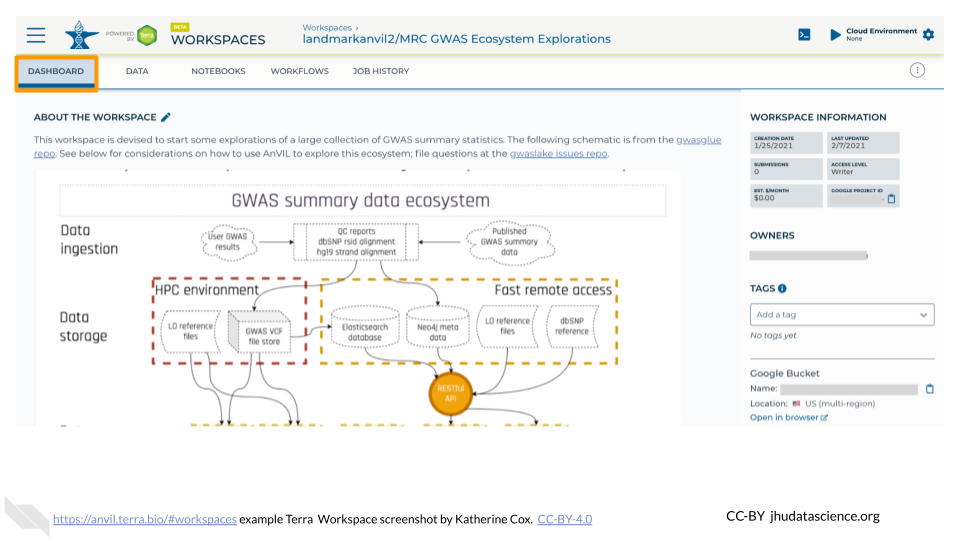 POWERED BY Terra
BETA
WORKSPACES
Workspaces ›
landmarkanvil2/MRC GWAS Ecosystem Explorations
Cloud Environment
None
DASHBOARD
DATA
NOTEBOOKS
WORKFLOWS
JOB HISTORY
ABOUT THE WORKSPACE
This workspace is devised to start some explorations of a large collection of GWAS summary statistics. The following schematic is from the gwasglue
repo. See below for considerations on how to use AnVIL to explore this ecosystem; file questions at the gwaslake issues repo.
GWAS summary data ecosystem
Data
ingestion
User GWAS
results
QC reports
dbSNP rsid alignment
hg19 strand alignment
Published
GWAS summary
data
HPC environment
Fast remote access
Data
storage
LD reference
files
GWAS VCF
file store
Elasticsearch
database
Neo4j meta
data
LD reference
files
dbSNP
reference
RESTful
API
WORKSPACE INFORMATION
CREATION DATE
1/25/2021
LAST UPDATED
2/7/2021
SUBMISSIONS
0
ACCESS LEVEL
Writer
EST. $/MONTH
$0.00
GOOGLE PROJECT ID
OWNERS
TAGS
Add a tag
No tags yet
Google Bucket
Name:
Location: US (multi-region)
Open in browser
https://anvil.terra.bio/#workspaces example Terra Workspace screenshot by Katherine Cox. CC-BY-4.0
CC-BY jhudatascience.org